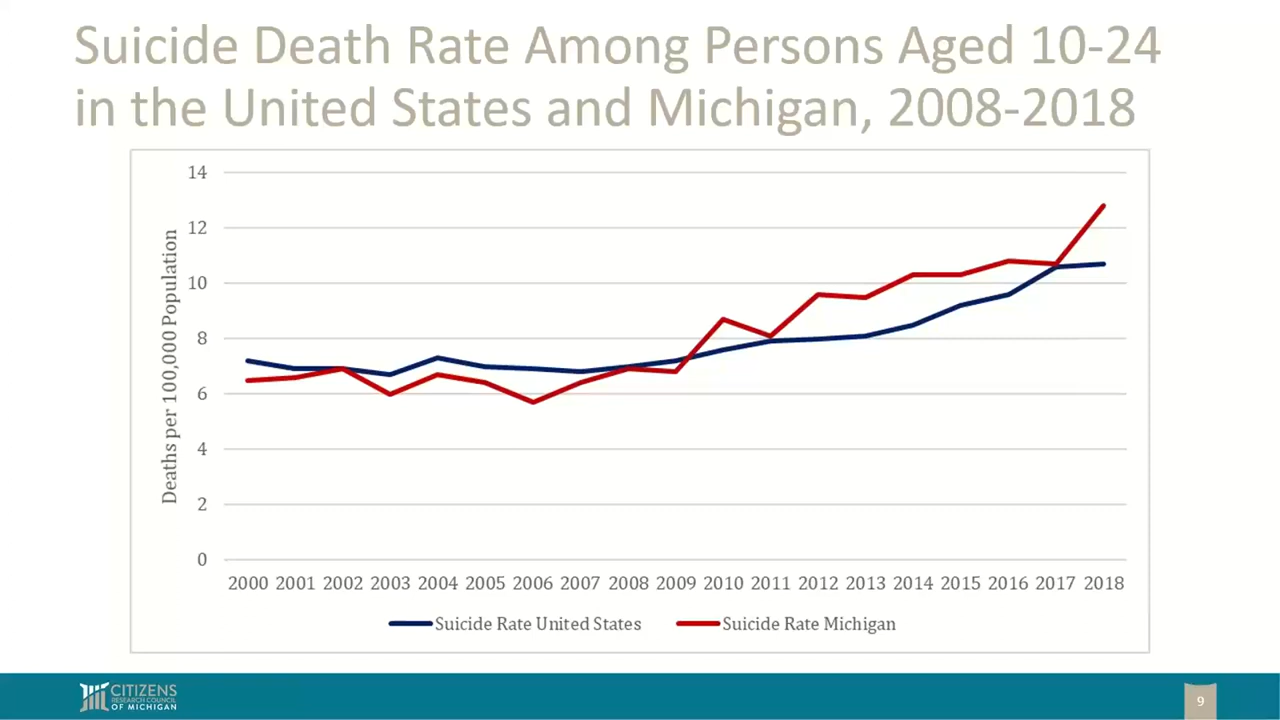 Suicide Death Rate Among Persons Aged 10-24
in the United States and Michigan, 2008-2018
Deaths per 100,000 Population
14
12
10
8
6
4
2
0
2000 2001 2002 2003 2004 2005 2006 2007 2008 2009 2010 2011 2012 2013 2014 2015 2016 2017 2018
Suicide Rate United States Suicide Rate Michigan
CITIZENS
RESEARCH COUNCIL
OF MICHIGAN
9